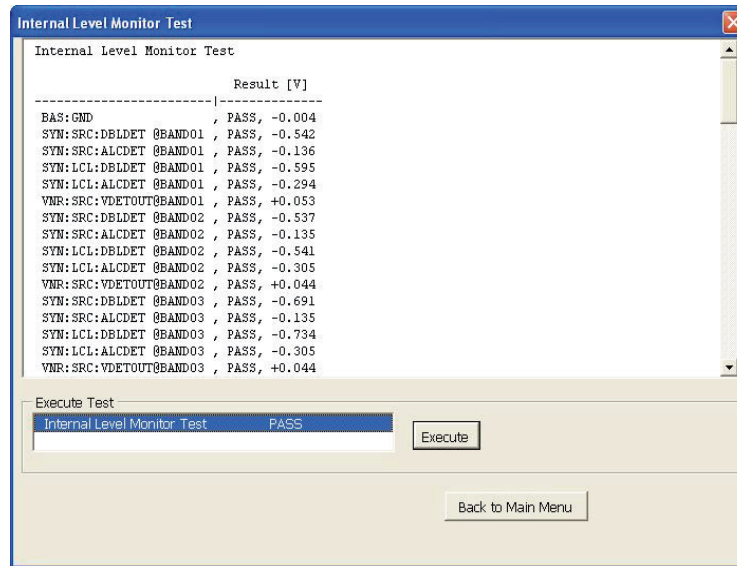 Internal Level Monitor Test
Internal Level Monitor Test
Result [V]
------------------------|--------------
BAS:GND                 , PASS, -0.004
SYN:SRC:DBLDET @BAND01 , PASS, -0.542
SYN:SRC:ALCDET @BAND01 , PASS, -0.136
SYN:LCL:DBLDET @BAND01 , PASS, -0.595
SYN:LCL:ALCDET @BAND01 , PASS, -0.294
VNR:SRC:VDETOUT@BAND01 , PASS, +0.053
SYN:SRC:DBLDET @BAND02 , PASS, -0.537
SYN:SRC:ALCDET @BAND02 , PASS, -0.135
SYN:LCL:DBLDET @BAND02 , PASS, -0.541
SYN:LCL:ALCDET @BAND02 , PASS, -0.305
VNR:SRC:VDETOUT@BAND02 , PASS, +0.044
SYN:SRC:DBLDET @BAND03 , PASS, -0.691
SYN:SRC:ALCDET @BAND03 , PASS, -0.135
SYN:LCL:DBLDET @BAND03 , PASS, -0.734
SYN:LCL:ALCDET @BAND03 , PASS, -0.305
VNR:SRC:VDETOUT@BAND03 , PASS, +0.044
Execute Test
Internal Level Monitor Test PASS
Execute
Back to Main Menu